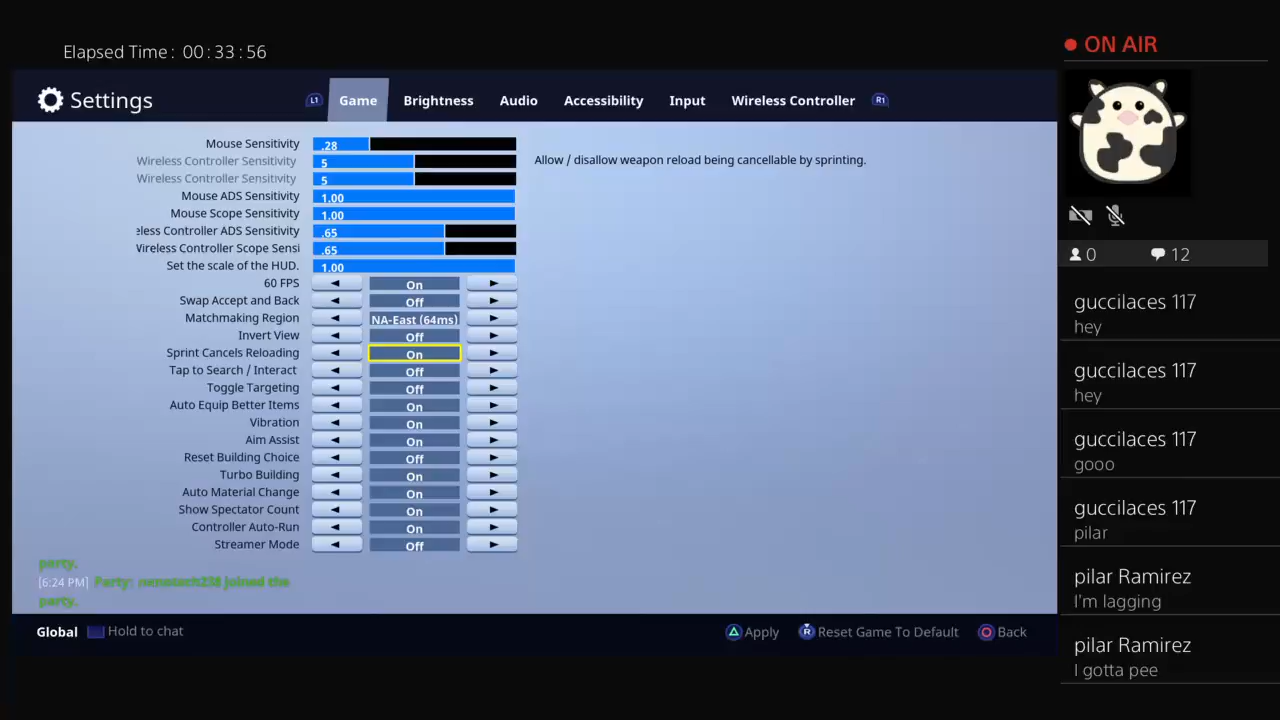 Elapsed Time: 00:33:56
ON AIR
Settings
L1 Game Brightness Audio Accessibility Input Wireless Controller R1
Mouse Sensitivity .28
Allow / disallow weapon reload being cancellable by sprinting.
Wireless Controller Sensitivity 5
Wireless Controller Sensitivity 5
Mouse ADS Sensitivity 1.00
Mouse Scope Sensitivity 1.00
eless Controller ADS Sensitivity .65
Wireless Controller Scope Sensi .65
Set the scale of the HUD. 1.00
60 FPS On
Swap Accept and Back Off
Matchmaking Region NA-East (64ms)
Invert View Off
Sprint Cancels Reloading On
Tap to Search / Interact Off
Toggle Targeting Off
Auto Equip Better Items On
Vibration On
Aim Assist On
Reset Building Choice Off
Turbo Building On
Auto Material Change On
Show Spectator Count On
Controller Auto-Run On
Streamer Mode Off
party.
[6:24 PM] Party: nenotech238 joined the
party.
Global Hold to chat
Apply R Reset Game To Default Back
0 12
guccilaces 117
hey
guccilaces 117
hey
guccilaces 117
gooo
guccilaces 117
pilar
pilar Ramirez
I'm lagging
pilar Ramirez
I gotta pee